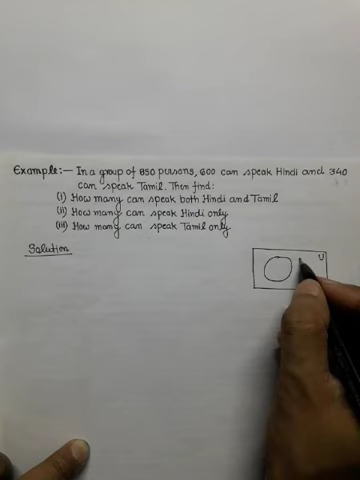 Example:— In a group of 850 persons, 600 can speak Hindi and 340
can speak Tamil. Then find:
(i) How many can speak both Hindi and Tamil
(ii) How many can speak Hindi only
(iii) How many can speak Tamil only.
Solution
U